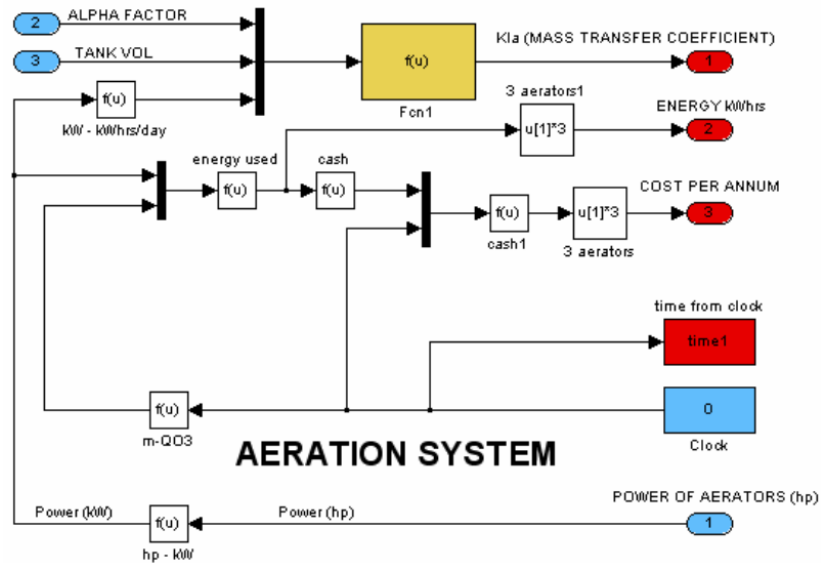 2
ALPHA FACTOR
3
TANK VOL
f(u)
kW - kWhrs/day
f(u)
Fcn1
Kla (MASS TRANSFER COEFFICIENT)
1
3 aerators1
u[1]*3
ENERGY kWhrs
2
energy used
f(u)
cash
f(u)
f(u)
cash1
u[1]*3
3 aerators
COST PER ANNUM
3
time from clock
time1
0
Clock
f(u)
m-QO3
AERATION SYSTEM
Power (kW)
f(u)
hp - kW
Power (hp)
POWER OF AERATORS (hp)
1